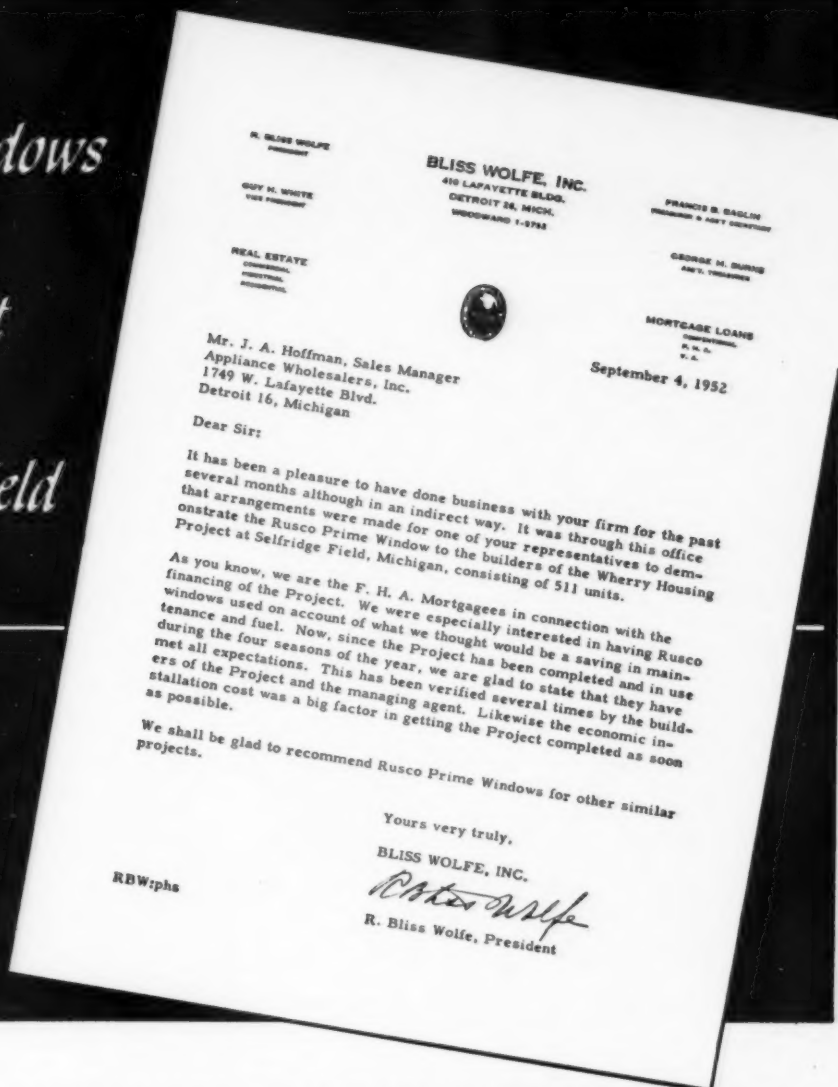 dows
t
eld
R. BLISS WOLFE
PRESIDENT
GUY H. WHITE
VICE PRESIDENT
REAL ESTATE
COMMERCIAL
INDUSTRIAL
RESIDENTIAL
BLISS WOLFE, INC.
410 LAFAYETTE BLDG.
DETROIT 26, MICH.
WOODWARD 1-9788
FRANCIS B.
TREASURER & ASS'T SECRETARY
GEORGE M. BURNS
ASS'T. TREASURER
MORTGAGE LOANS
CONVENTIONAL
F. H. A.
V. A.
September 4, 1952
Mr. J. A. Hoffman, Sales Manager
Appliance Wholesalers, Inc.
1749 W. Lafayette Blvd.
Detroit 16, Michigan
Dear Sir:
It has been a pleasure to have done business with your firm for the past
several months although in an indirect way. It was through this office
that arrangements were made for one of your representatives to dem-
onstrate the Rusco Prime Window to the builders of the Wherry Housing
Project at Selfridge Field, Michigan, consisting of 511 units.
As you know, we are the F. H. A. Mortgagees in connection with the
financing of the Project. We were especially interested in having Rusco
windows used on account of what we thought would be a saving in main-
tenance and fuel. Now, since the Project has been completed and in use
during the four seasons of the year, we are glad to state that they have
met all expectations. This has been verified several times by the build-
ers of the Project and the managing agent. Likewise the economic in-
stallation cost was a big factor in getting the Project completed as soon
as possible.
We shall be glad to recommend Rusco Prime Windows for other similar
projects.
Yours very truly,
BLISS WOLFE, INC.
R Bliss Wolfe
R. Bliss Wolfe, President
RBW:phs